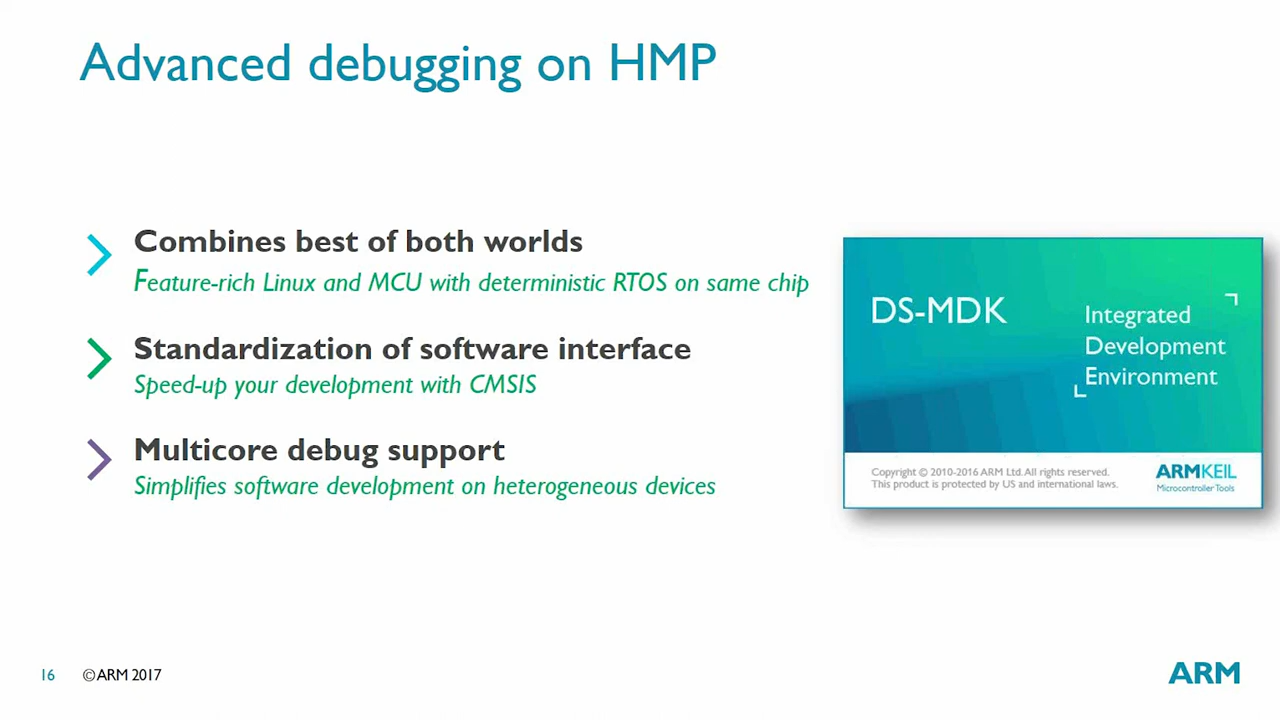 Advanced debugging on HMP
Combines best of both worlds
Feature-rich Linux and MCU with deterministic RTOS on same chip
Standardization of software interface
Speed-up your development with CMSIS
Multicore debug support
Simplifies software development on heterogeneous devices
DS-MDK
Integrated
Development
Environment
Copyright © 2010-2016 ARM Ltd. All rights reserved.
This product is protected by US and international laws.
ARMKEIL
Microcontroller Tools
16 ©ARM 2017
ARM